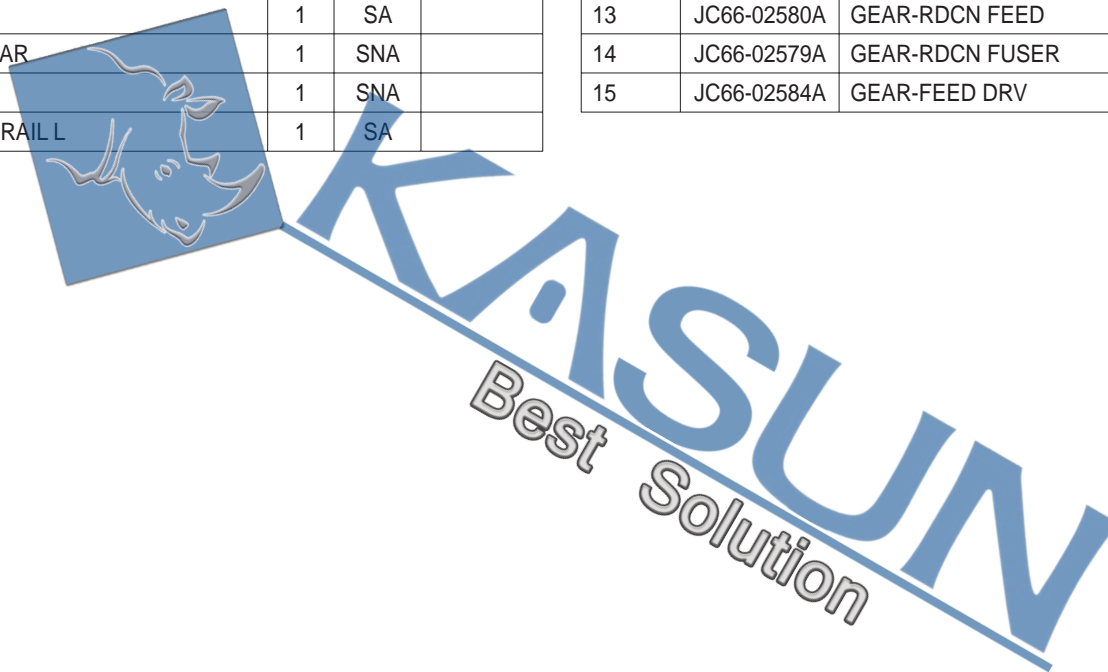 1 SA
AR 1 SNA
1 SNA
RAIL L 1 SA
13 JC66-02580A GEAR-RDCN FEED
14 JC66-02579A GEAR-RDCN FUSER
15 JC66-02584A GEAR-FEED DRV
KASUN
Best Solution